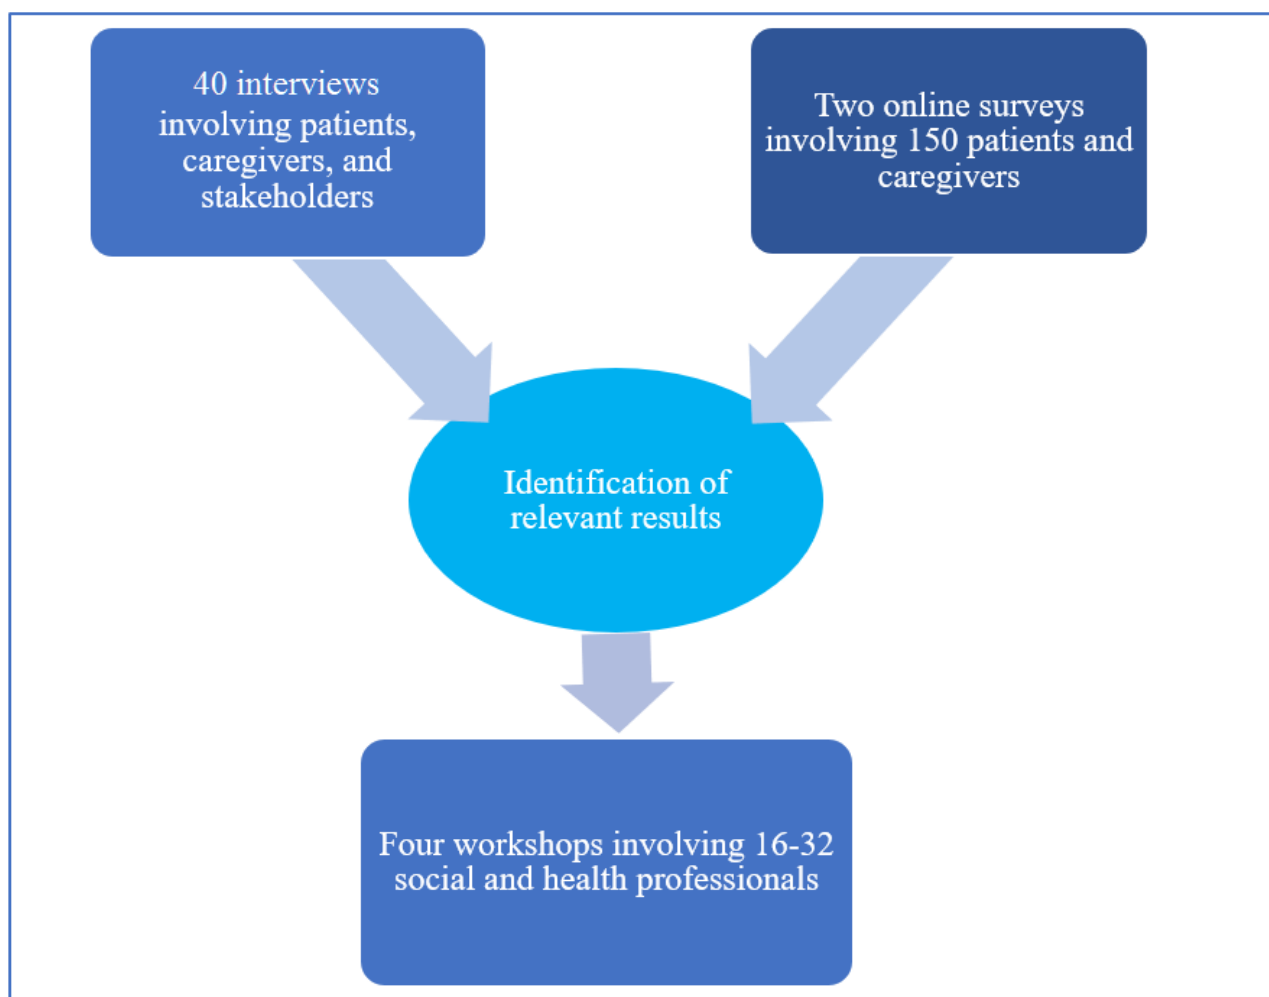 40 interviews
involving patients,
caregivers, and
stakeholders
Two online surveys
involving 150 patients and
caregivers
Identification of
relevant results
Four workshops involving 16-32
social and health professionals